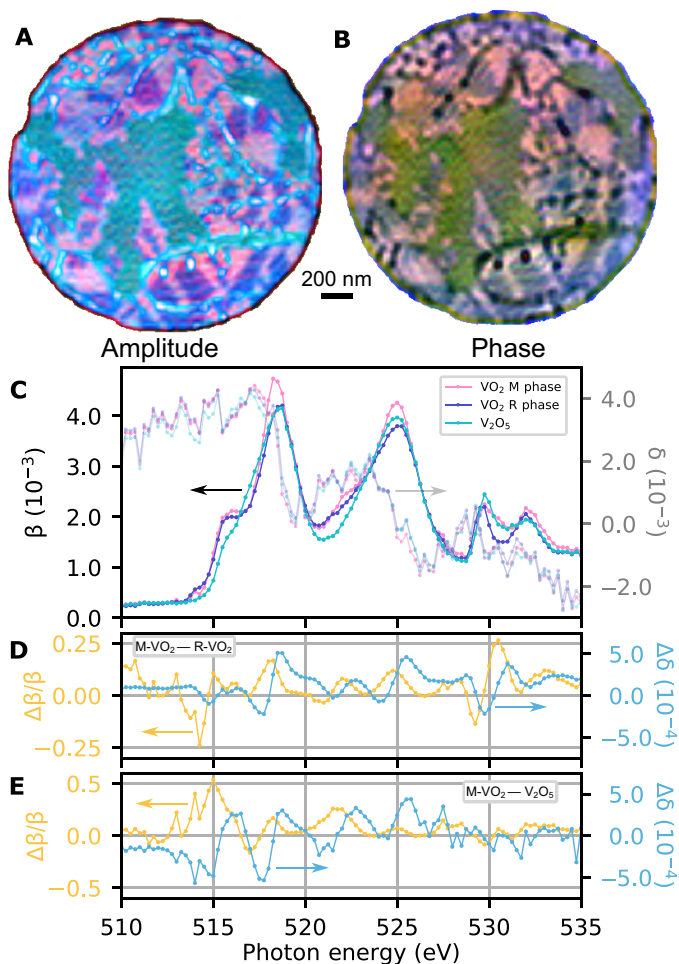 A
B
200 nm
Amplitude
Phase
C
4.0
3.0
2.0
1.0
0.0
β (10⁻³)
VO₂ M phase
VO₂ R phase
V₂O₅
4.0
2.0
0.0
−2.0
δ (10⁻³)
D
M-VO₂ — R-VO₂
0.25
0.00
−0.25
Δβ/β
5.0
0.0
−5.0
Δδ (10⁻⁴)
E
M-VO₂ — V₂O₅
0.5
0.0
−0.5
Δβ/β
5.0
0.0
−5.0
Δδ (10⁻⁴)
510
515
520
525
530
535
Photon energy (eV)